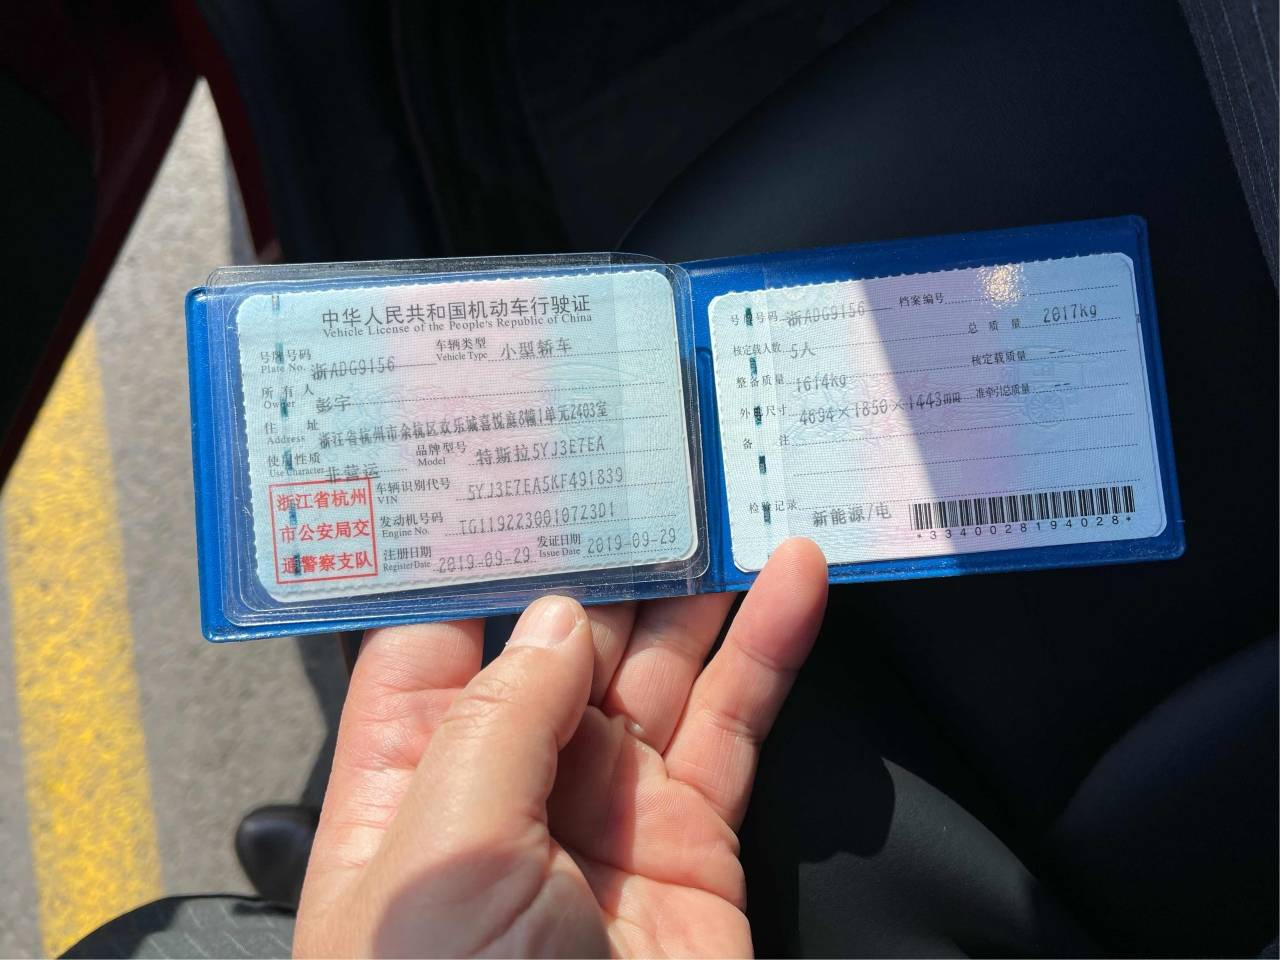 中华人民共和国机动车行驶证
Vehicle License of the People's Republic of China
号牌号码 浙ADG9156 车辆类型 小型轿车
Plate No. Vehicle Type
所有人 彭宇
Owner
住址 浙江省杭州市余杭区欢乐城喜悦庭8幢1单元2403室
Address
使用性质 非营运 品牌型号 特斯拉5YJ3E7EA
Use Character Model
浙江省杭州
市公安局交
通警察支队
车辆识别代号 5YJ3E7EA5KF491839
VIN
发动机号码 TG119223001072301
Engine No.
注册日期 2019-09-29 发证日期 2019-09-29
Register Date Issue Date
号牌号码 浙ADG9156 档案编号
核定载人数 5人 总质量 2017kg
整备质量 1614kg 核定载质量 --
外廓尺寸 4694×1850×1443mm 准牵引总质量 --
备注
检验记录
新能源/电
*3340028194028*